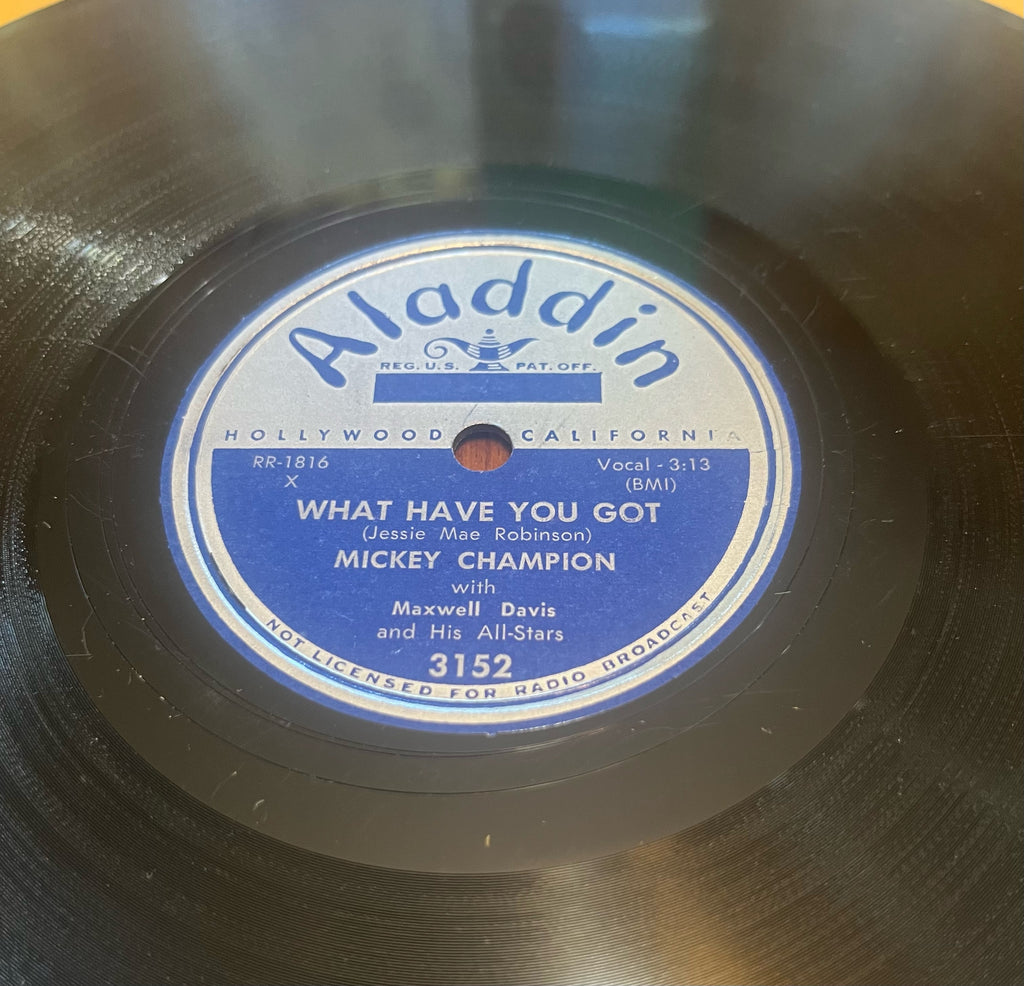 Aladdin
REG. U.S. PAT. OFF.
HOLLYWOOD CALIFORNIA
RR-1816 Vocal - 3:13
X (BMI)
WHAT HAVE YOU GOT
(Jessie Mae Robinson)
MICKEY CHAMPION
with
Maxwell Davis
and His All-Stars
3152
NOT LICENSED FOR RADIO BROADCAST